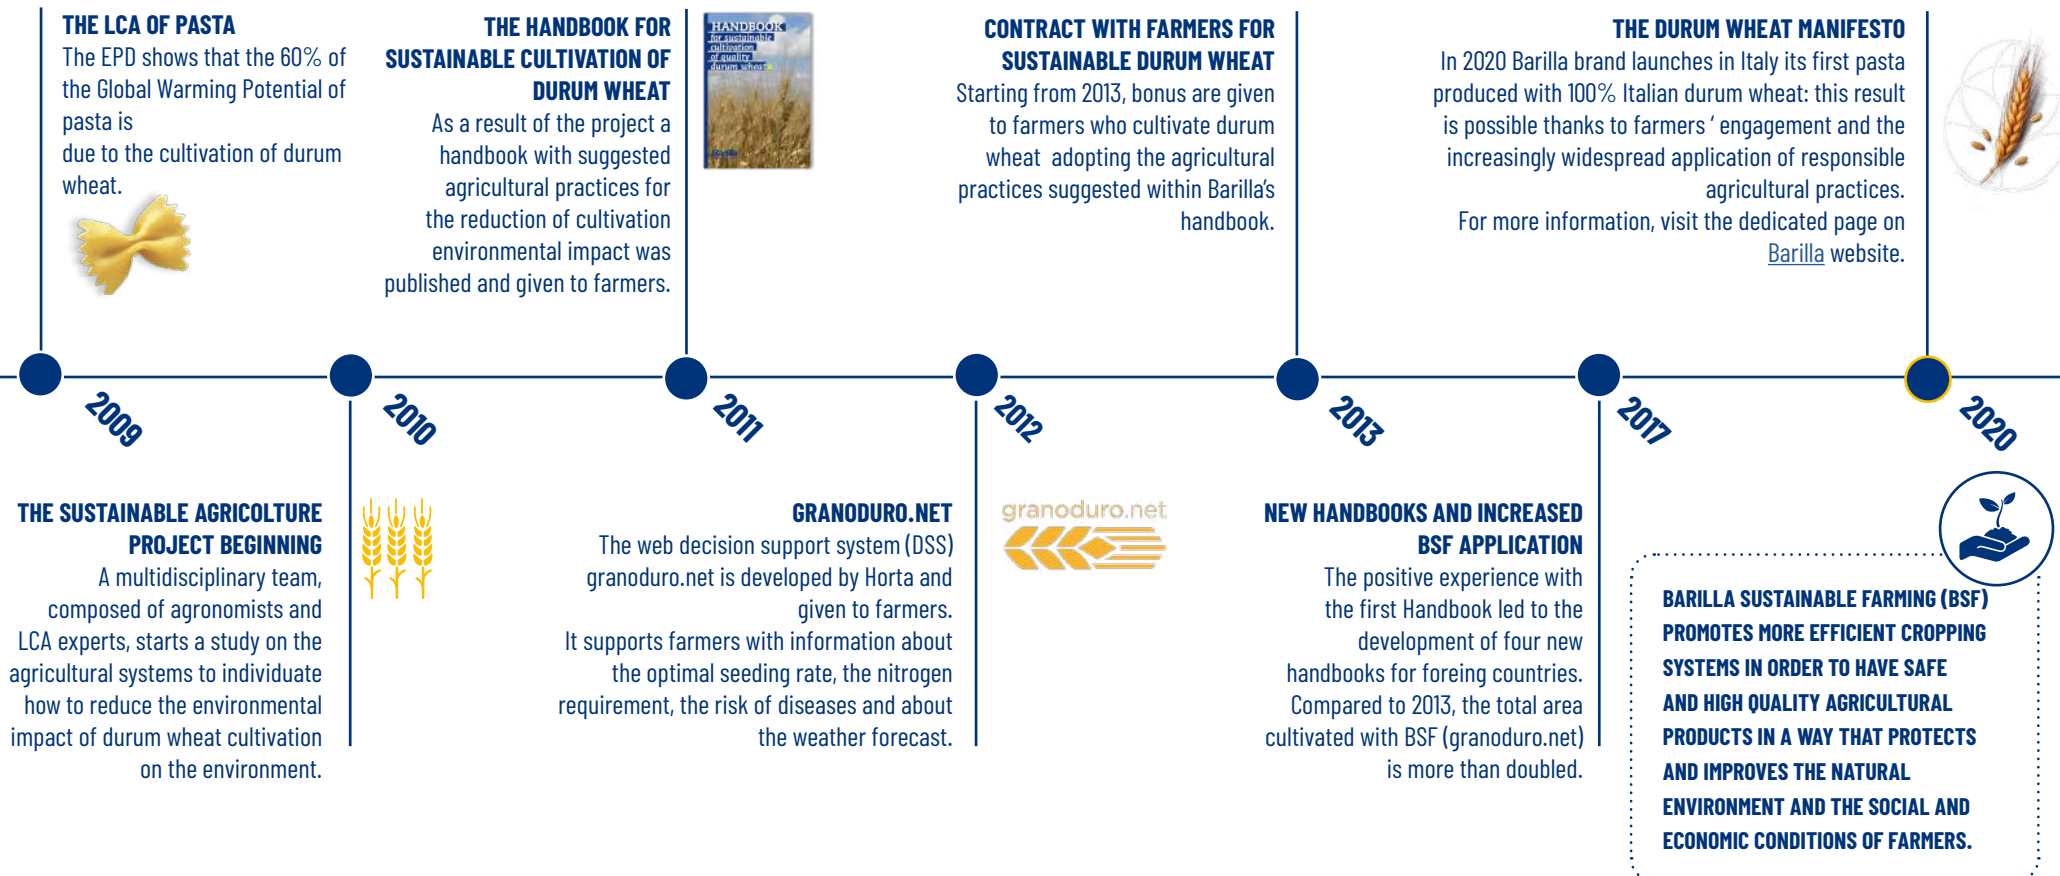 THE LCA OF PASTA
The EPD shows that the 60% of
the Global Warming Potential of
pasta is
due to the cultivation of durum
wheat.
THE HANDBOOK FOR
SUSTAINABLE CULTIVATION OF
DURUM WHEAT
As a result of the project a
handbook with suggested
agricultural practices for
the reduction of cultivation
environmental impact was
published and given to farmers.
HANDBOOK
for sustainable
cultivation
of quality
durum wheat
CONTRACT WITH FARMERS FOR
SUSTAINABLE DURUM WHEAT
Starting from 2013, bonus are given
to farmers who cultivate durum
wheat  adopting the agricultural
practices suggested within Barilla’s
handbook.
THE DURUM WHEAT MANIFESTO
In 2020 Barilla brand launches in Italy its first pasta
produced with 100% Italian durum wheat: this result
is possible thanks to farmers ‘ engagement and the
increasingly widespread application of responsible
agricultural practices.
For more information, visit the dedicated page on
Barilla website.
2009
2010
2011
2012
2013
2017
2020
THE SUSTAINABLE AGRICOLTURE
PROJECT BEGINNING
A multidisciplinary team,
composed of agronomists and
LCA experts, starts a study on the
agricultural systems to individuate
how to reduce the environmental
impact of durum wheat cultivation
on the environment.
GRANODURO.NET
The web decision support system (DSS)
granoduro.net is developed by Horta and
given to farmers.
It supports farmers with information about
the optimal seeding rate, the nitrogen
requirement, the risk of diseases and about
the weather forecast.
granoduro.net
NEW HANDBOOKS AND INCREASED
BSF APPLICATION
The positive experience with
the first Handbook led to the
development of four new
handbooks for foreing countries.
Compared to 2013, the total area
cultivated with BSF (granoduro.net)
is more than doubled.
BARILLA SUSTAINABLE FARMING (BSF)
PROMOTES MORE EFFICIENT CROPPING
SYSTEMS IN ORDER TO HAVE SAFE
AND HIGH QUALITY AGRICULTURAL
PRODUCTS IN A WAY THAT PROTECTS
AND IMPROVES THE NATURAL
ENVIRONMENT AND THE SOCIAL AND
ECONOMIC CONDITIONS OF FARMERS.